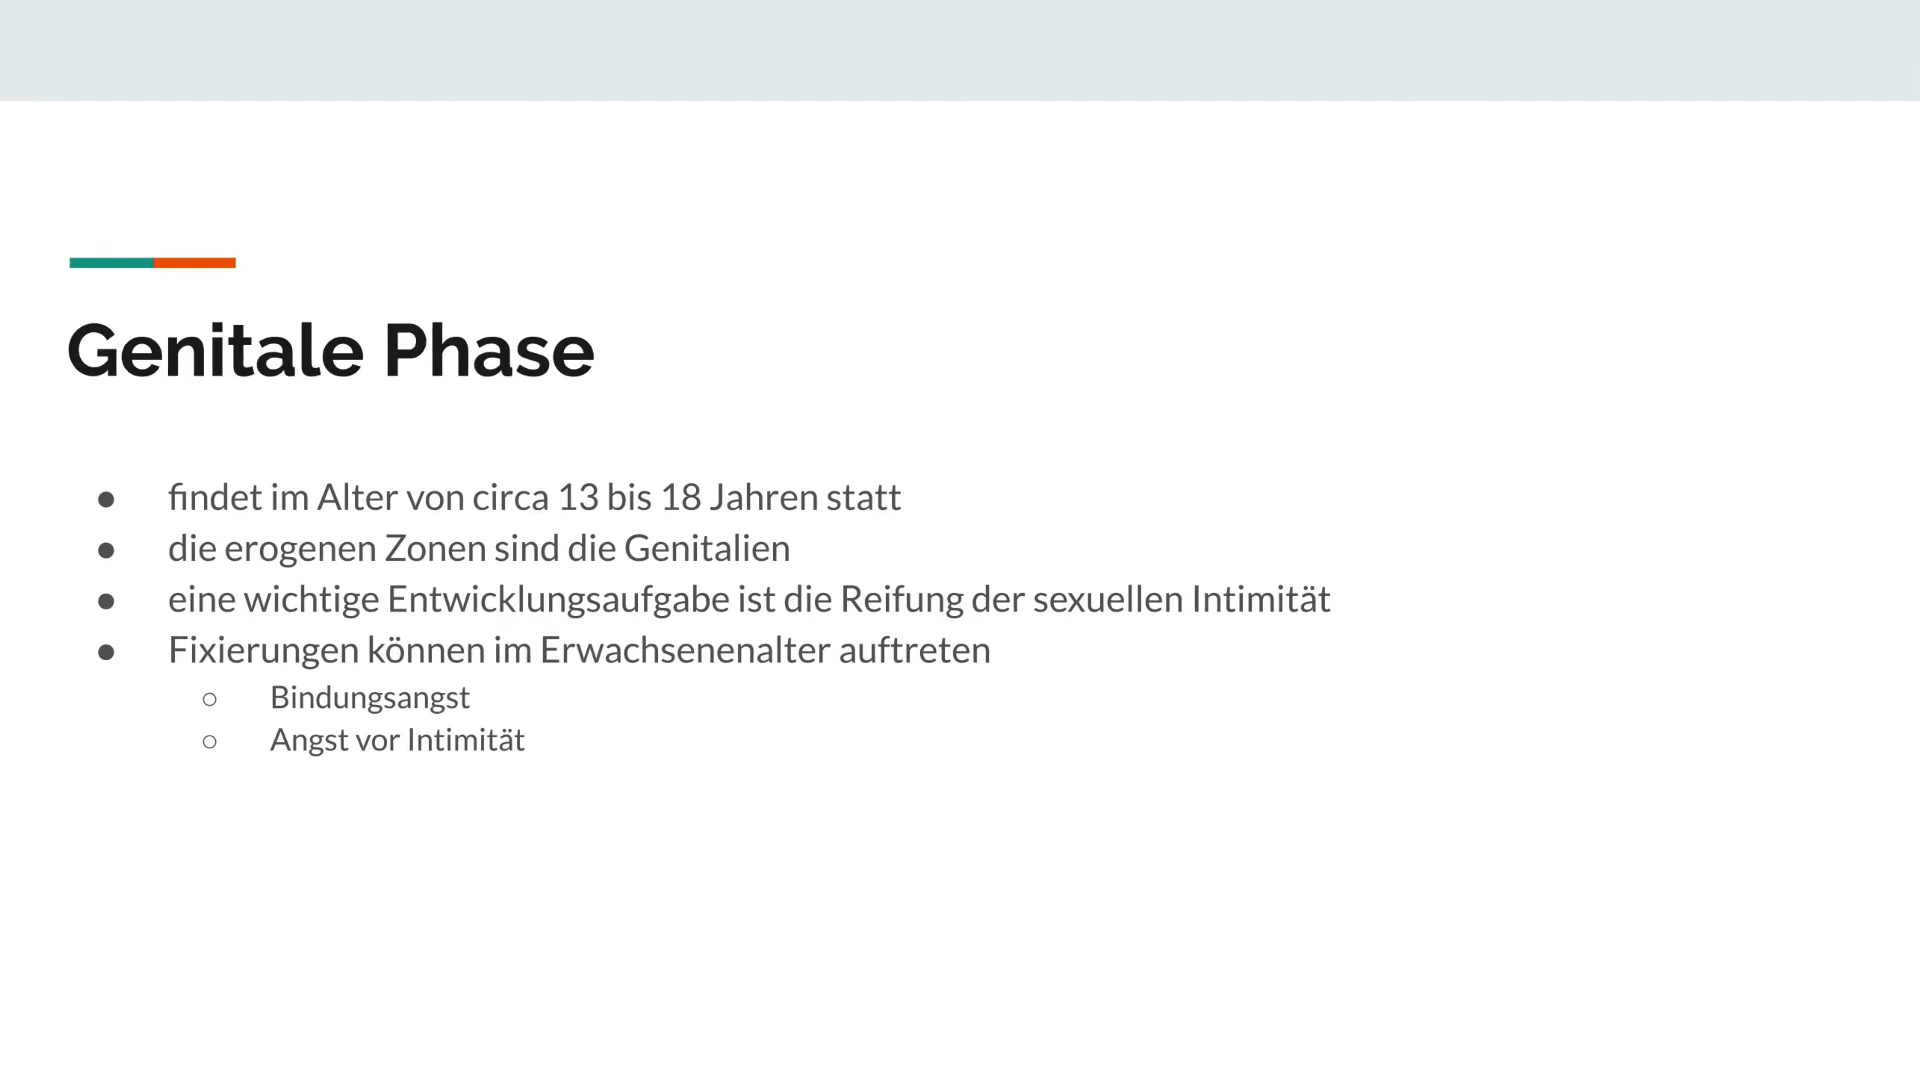 Genitale Phase
● findet im Alter von circa 13 bis 18 Jahren statt
● die erogenen Zonen sind die Genitalien
● eine wichtige Entwicklungsaufgabe ist die Reifung der sexuellen Intimität
● Fixierungen können im Erwachsenenalter auftreten
○ Bindungsangst
○ Angst vor Intimität